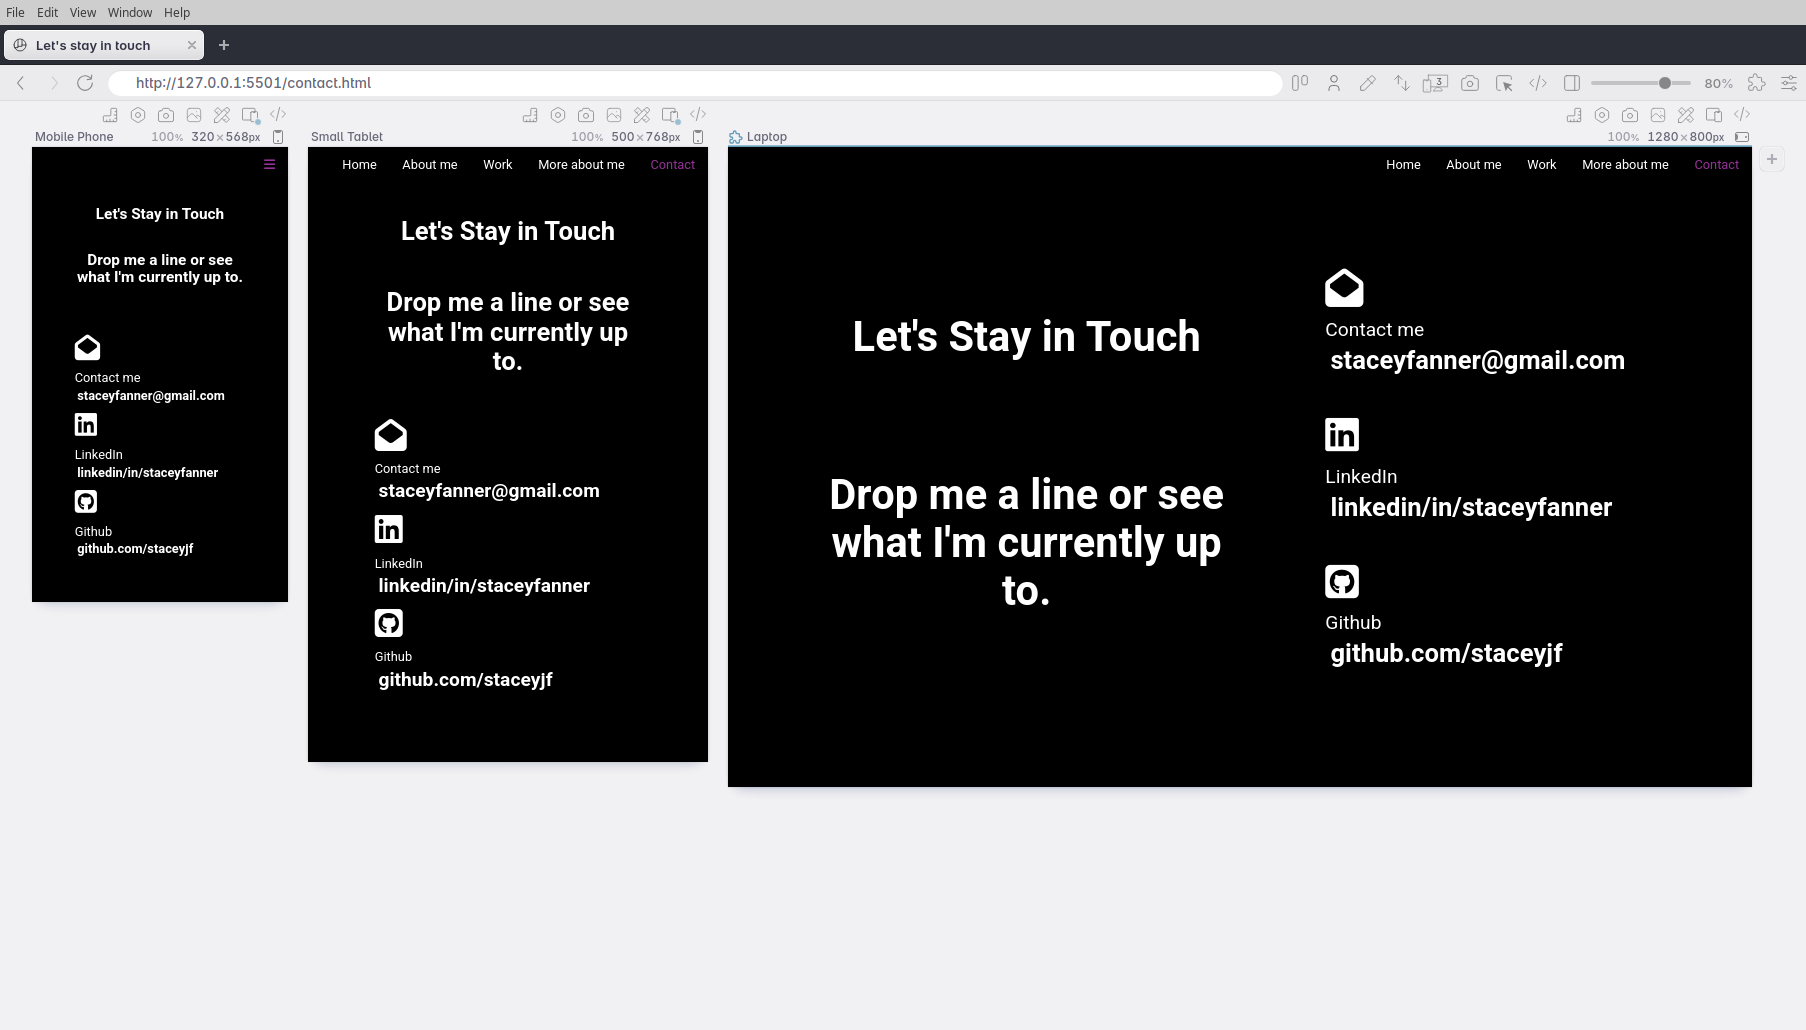 File Edit View Window Help
Let's stay in touch
http://127.0.0.1:5501/contact.html
3
80%
Mobile Phone 100% 320×568px
Small Tablet 100% 500×768px
Laptop 100% 1280×800px
Let's Stay in Touch
Drop me a line or see
what I'm currently up to.
Contact me
staceyfanner@gmail.com
in
LinkedIn
linkedin/in/staceyfanner
Github
github.com/staceyjf
Home About me Work More about me Contact
Let's Stay in Touch
Drop me a line or see
what I'm currently up
to.
Contact me
staceyfanner@gmail.com
in
LinkedIn
linkedin/in/staceyfanner
Github
github.com/staceyjf
Home About me Work More about me Contact
Let's Stay in Touch
Drop me a line or see
what I'm currently up
to.
Contact me
staceyfanner@gmail.com
in
LinkedIn
linkedin/in/staceyfanner
Github
github.com/staceyjf